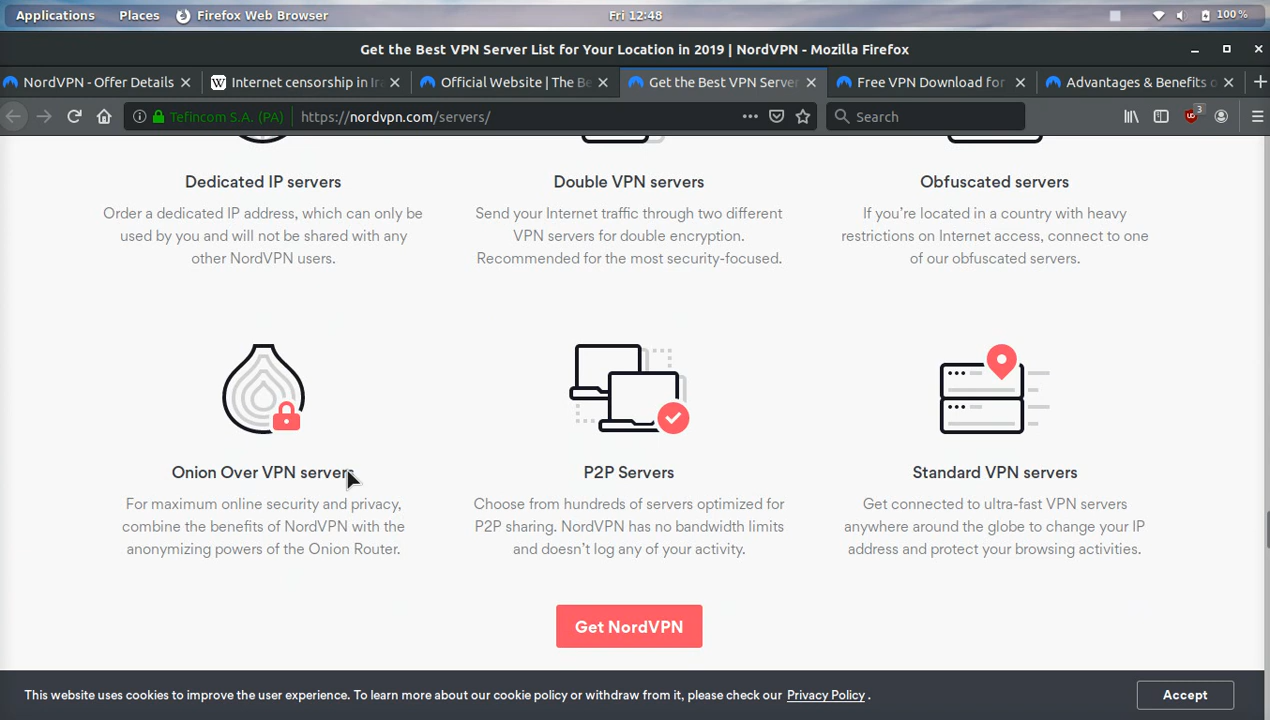 Applications Places Firefox Web Browser Fri 12:48 100%
Get the Best VPN Server List for Your Location in 2019 | NordVPN - Mozilla Firefox
NordVPN - Offer Details Internet censorship in Ira Official Website | The Be Get the Best VPN Server Free VPN Download for Advantages & Benefits o
Tefincom S.A. (PA) https://nordvpn.com/servers/ Search 3
Dedicated IP servers
Order a dedicated IP address, which can only be
used by you and will not be shared with any
other NordVPN users.
Double VPN servers
Send your Internet traffic through two different
VPN servers for double encryption.
Recommended for the most security-focused.
Obfuscated servers
If you’re located in a country with heavy
restrictions on Internet access, connect to one
of our obfuscated servers.
Onion Over VPN servers
For maximum online security and privacy,
combine the benefits of NordVPN with the
anonymizing powers of the Onion Router.
P2P Servers
Choose from hundreds of servers optimized for
P2P sharing. NordVPN has no bandwidth limits
and doesn’t log any of your activity.
Standard VPN servers
Get connected to ultra-fast VPN servers
anywhere around the globe to change your IP
address and protect your browsing activities.
Get NordVPN
This website uses cookies to improve the user experience. To learn more about our cookie policy or withdraw from it, please check our Privacy Policy .
Accept